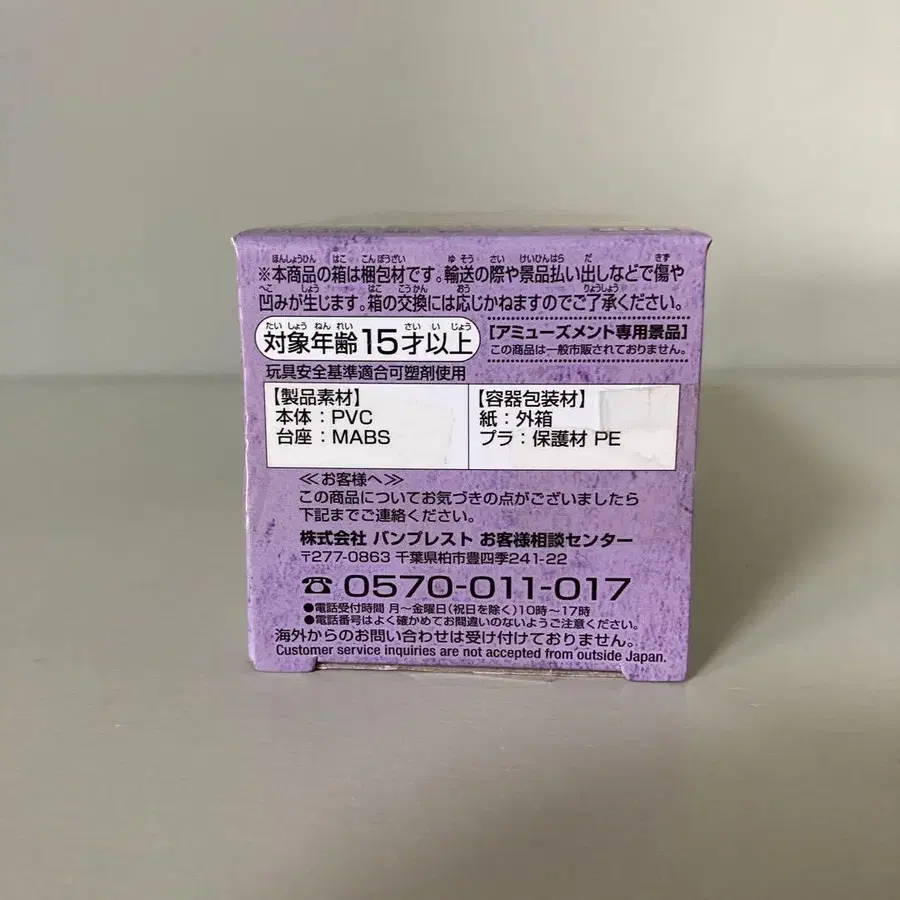 ※本商品の箱は梱包材です。輸送の際や景品払い出しなどで傷や
凹みが生じます。箱の交換には応じかねますのでご了承ください。
対象年齢15才以上
【アミューズメント専用景品】
この商品は一般市販されておりません。
玩具安全基準適合可塑剤使用
【製品素材】
本体：PVC
台座：MABS
【容器包装材】
紙：外箱
プラ：保護材 PE
≪お客様へ≫
この商品についてお気づきの点がございましたら
下記までご連絡ください。
株式会社 バンプレスト お客様相談センター
〒277-0863 千葉県柏市豊四季241-22
☎ 0570-011-017
●電話受付時間 月～金曜日(祝日を除く)10時～17時
●電話番号はよく確かめてお間違いのないようご注意ください。
海外からのお問い合わせは受け付けておりません。
Customer service inquiries are not accepted from outside Japan.